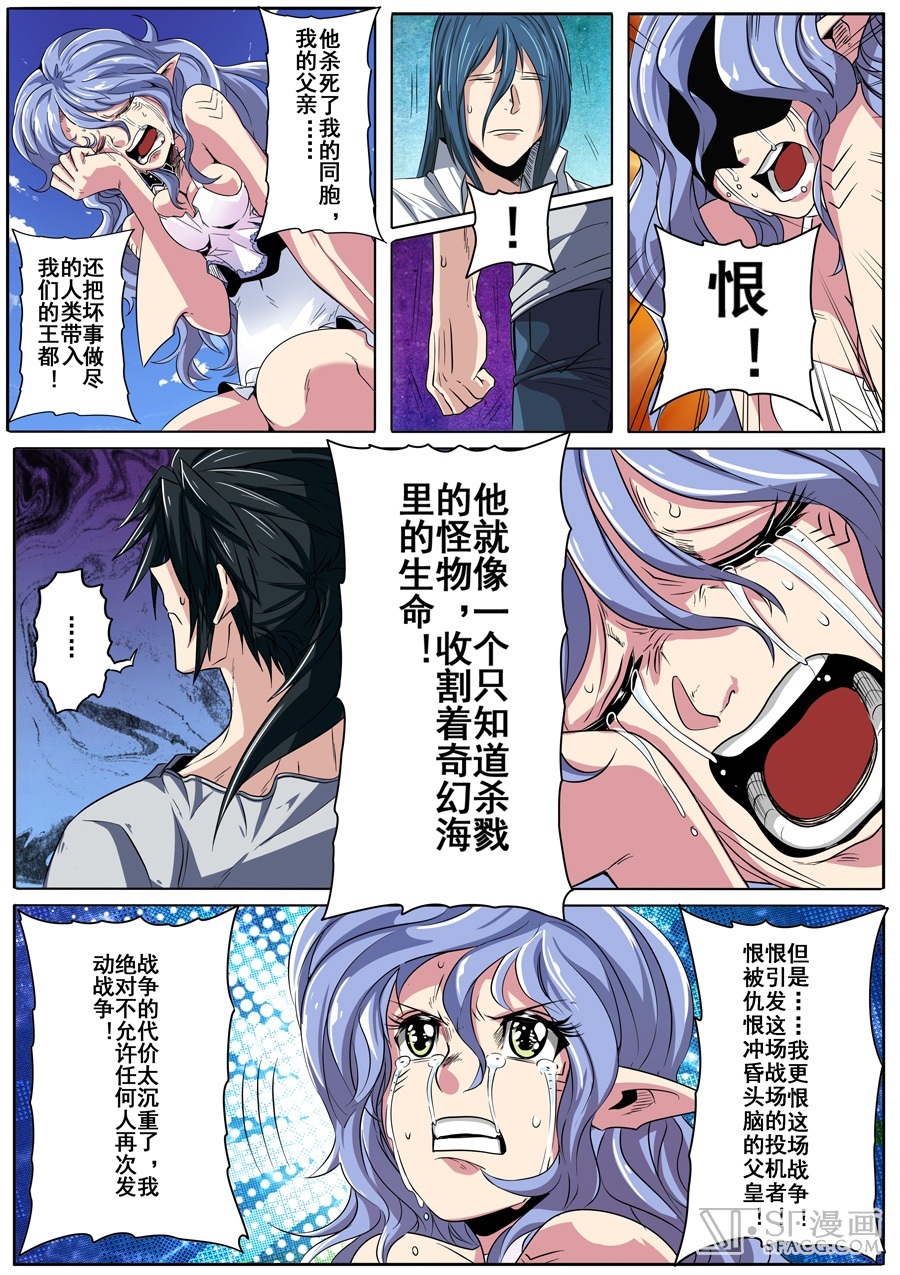 恨！
！
他杀死了我的同胞，
我的父亲……
还把坏事做尽
的人类带入
我们的王都！
他就像一个只知道杀戮
的怪物，收割着奇幻海
里的生命！
……
但是……我更恨这场战争！
恨引发这场战场的投机者！
恨被仇恨冲昏头脑的父皇！
战争的代价太沉重了，我
绝对不允许任何人再次发
动战争！
SF漫画
SFACG.COM